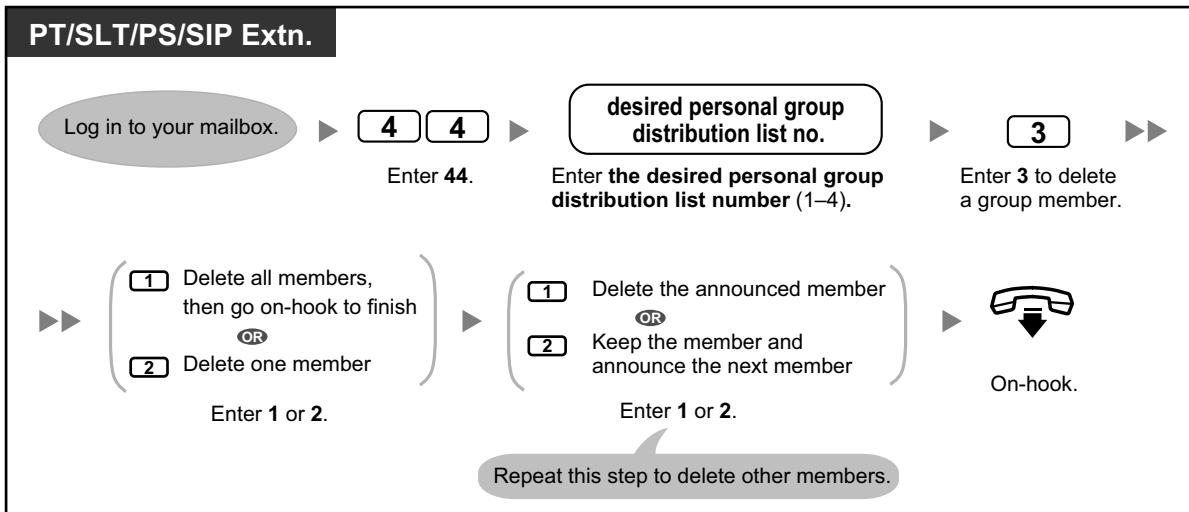 PT/SLT/PS/SIP Extn.
Log in to your mailbox.
4 4
Enter 44.
desired personal group
distribution list no.
Enter the desired personal group
distribution list number (1–4).
3
Enter 3 to delete
a group member.
1 Delete all members,
then go on-hook to finish
OR
2 Delete one member
Enter 1 or 2.
1 Delete the announced member
OR
2 Keep the member and
announce the next member
Enter 1 or 2.
Repeat this step to delete other members.
On-hook.